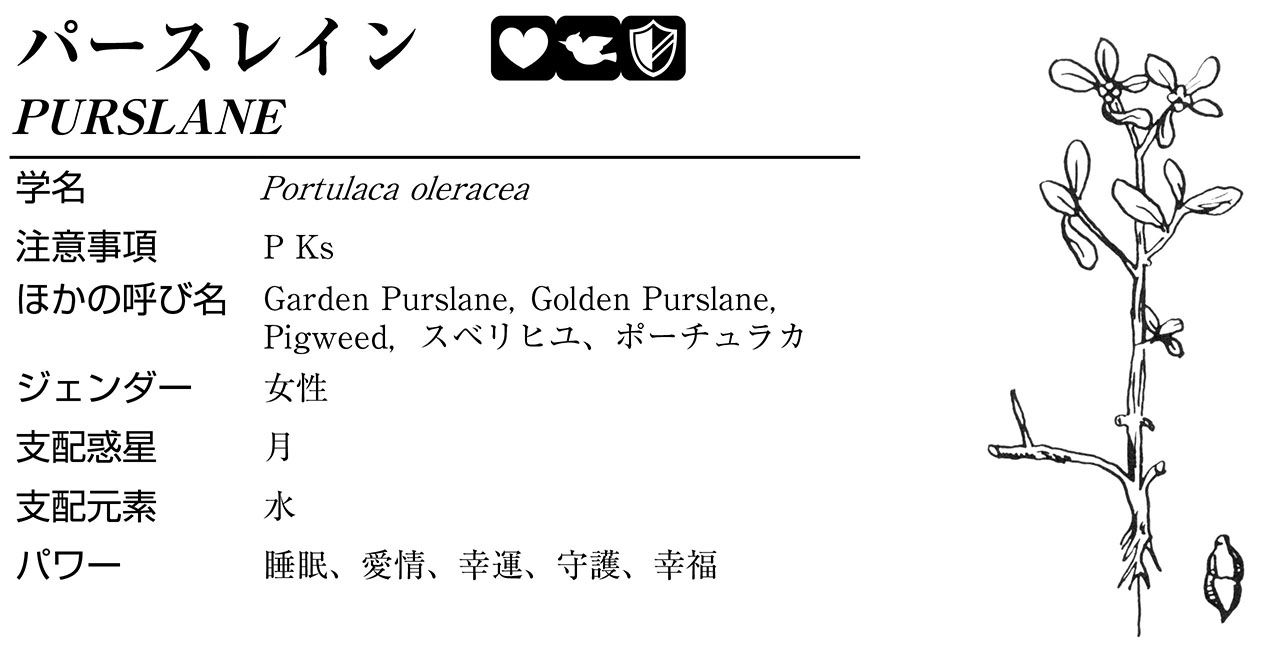 パースレイン
PURSLANE
学名 Portulaca oleracea
注意事項 P Ks
ほかの呼び名 Garden Purslane, Golden Purslane,
Pigweed, スベリヒユ、ポーチュラカ
ジェンダー 女性
支配惑星 月
支配元素 水
パワー 睡眠、愛情、幸運、守護、幸福